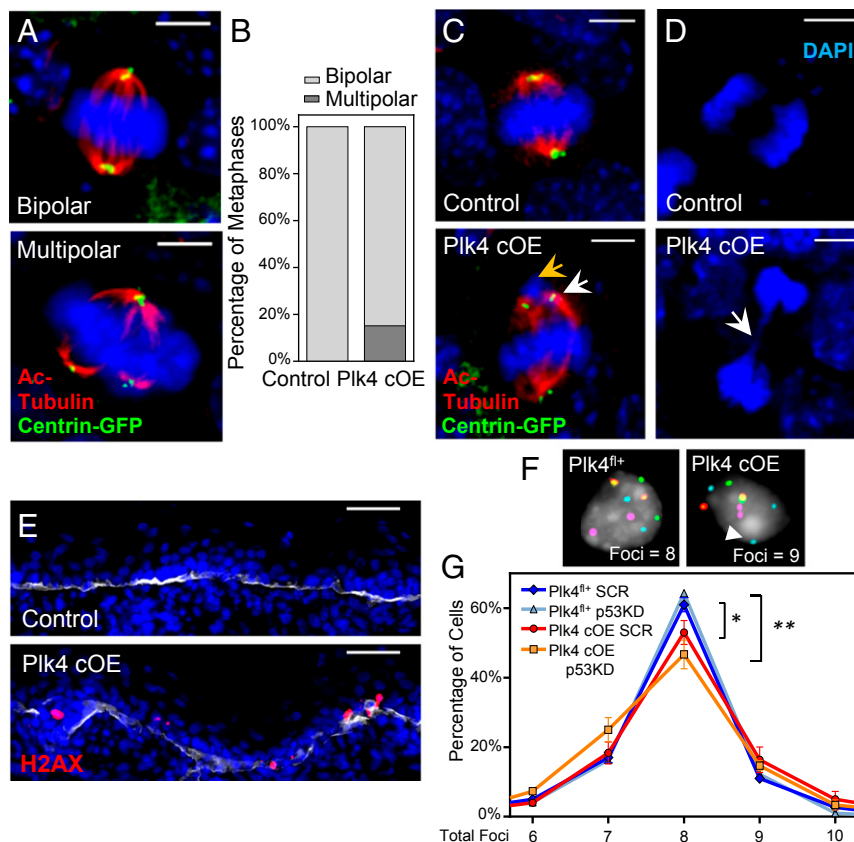 A
Bipolar
Multipolar
Ac-
Tubulin
Centrin-GFP
B
Bipolar
Multipolar
100%
80%
60%
40%
20%
0%
Percentage of Metaphases
Control Plk4 cOE
C
Control
Plk4 cOE
Ac-
Tubulin
Centrin-GFP
D
DAPI
Control
Plk4 cOE
E
Control
Plk4 cOE
H2AX
F
Plk4fl+
Foci = 8
Plk4 cOE
Foci = 9
G
Plk4fl+ SCR
Plk4fl+ p53KD
Plk4 cOE SCR
Plk4 cOE
p53KD
*
**
60%
40%
20%
0%
Percentage of Cells
Total Foci 6 7 8 9 10